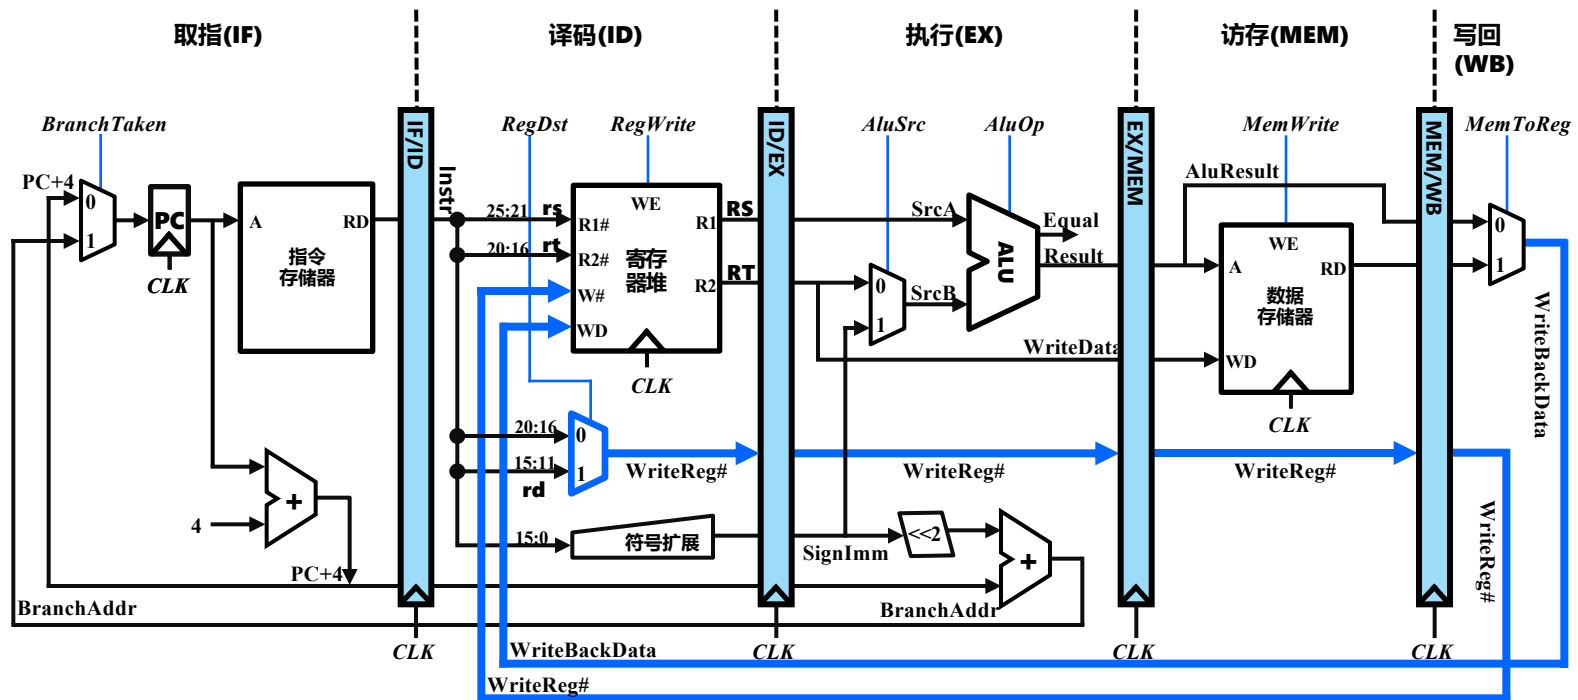 取指(IF)
译码(ID)
执行(EX)
访存(MEM)
写回
(WB)
BranchTaken
RegDst
RegWrite
AluSrc
AluOp
MemWrite
MemToReg
IF/ID
ID/EX
EX/MEM
MEM/WB
PC+4
0
1
PC
CLK
A
RD
指令
存储器
Instr
25:21
rs
20:16
rt
R1#
R2#
W#
WD
WE
寄存
器堆
R1
R2
CLK
RS
RT
SrcA
0
1
SrcB
ALU
Equal
Result
WriteData
AluResult
A
WE
RD
数据
存储器
WD
CLK
0
1
WriteBackData
20:16
0
15:11
1
rd
WriteReg#
WriteReg#
WriteReg#
WriteReg#
4
+
PC+4
15:0
符号扩展
SignImm
<<2
+
BranchAddr
BranchAddr
CLK
CLK
CLK
CLK
WriteBackData
WriteReg#